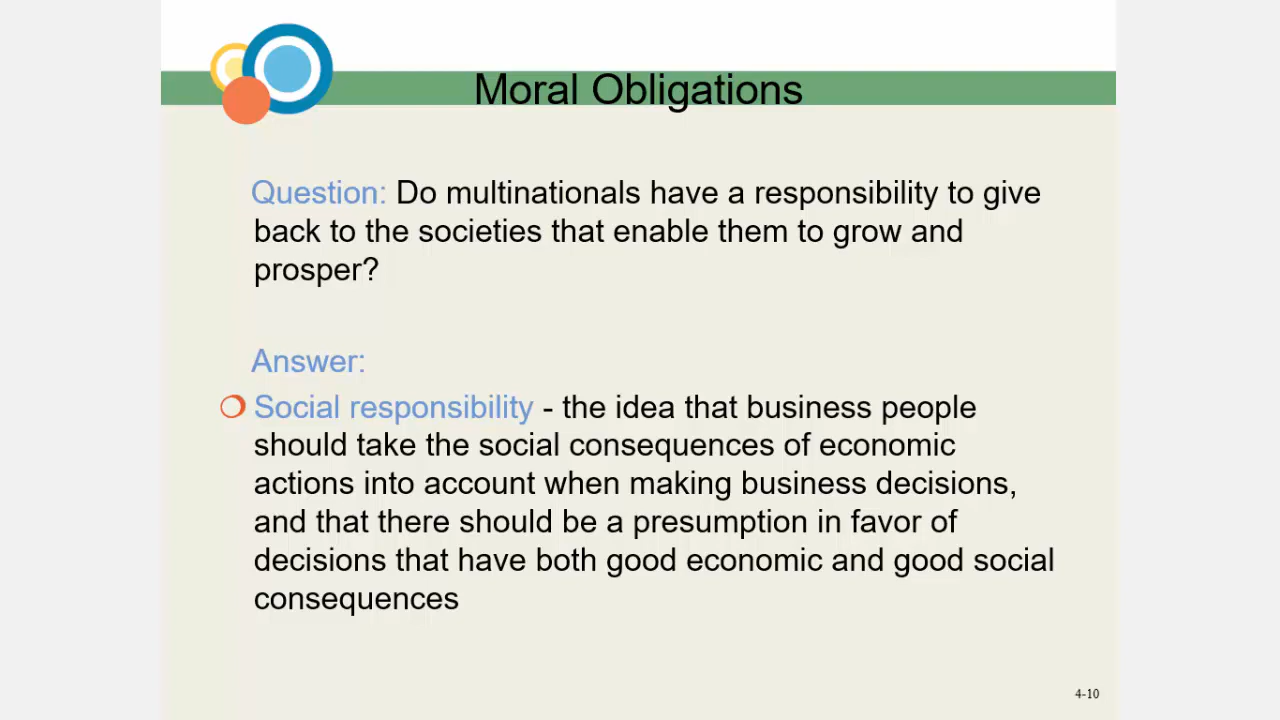 Moral Obligations
Question: Do multinationals have a responsibility to give
back to the societies that enable them to grow and
prosper?
Answer:
Social responsibility - the idea that business people
should take the social consequences of economic
actions into account when making business decisions,
and that there should be a presumption in favor of
decisions that have both good economic and good social
consequences
4-10